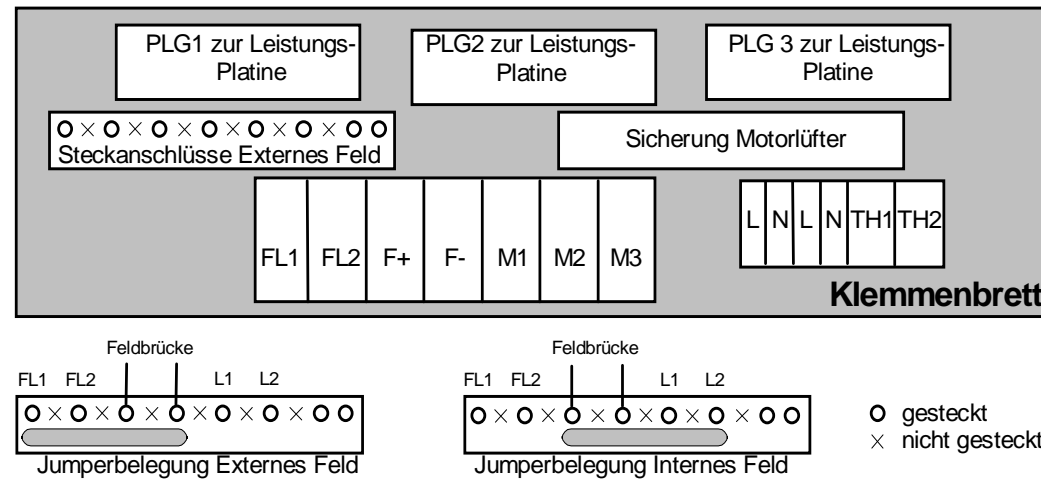 PLG1 zur Leistungs-
Platine
PLG2 zur Leistungs-
Platine
PLG 3 zur Leistungs-
Platine
Steckanschlüsse Externes Feld
Sicherung Motorlüfter
FL1 FL2 F+ F- M1 M2 M3
L N L N TH1 TH2
Klemmenbrett
Feldbrücke
FL1 FL2 L1 L2
Jumperbelegung Externes Feld
Feldbrücke
FL1 FL2 L1 L2
Jumperbelegung Internes Feld
gesteckt
nicht gesteckt